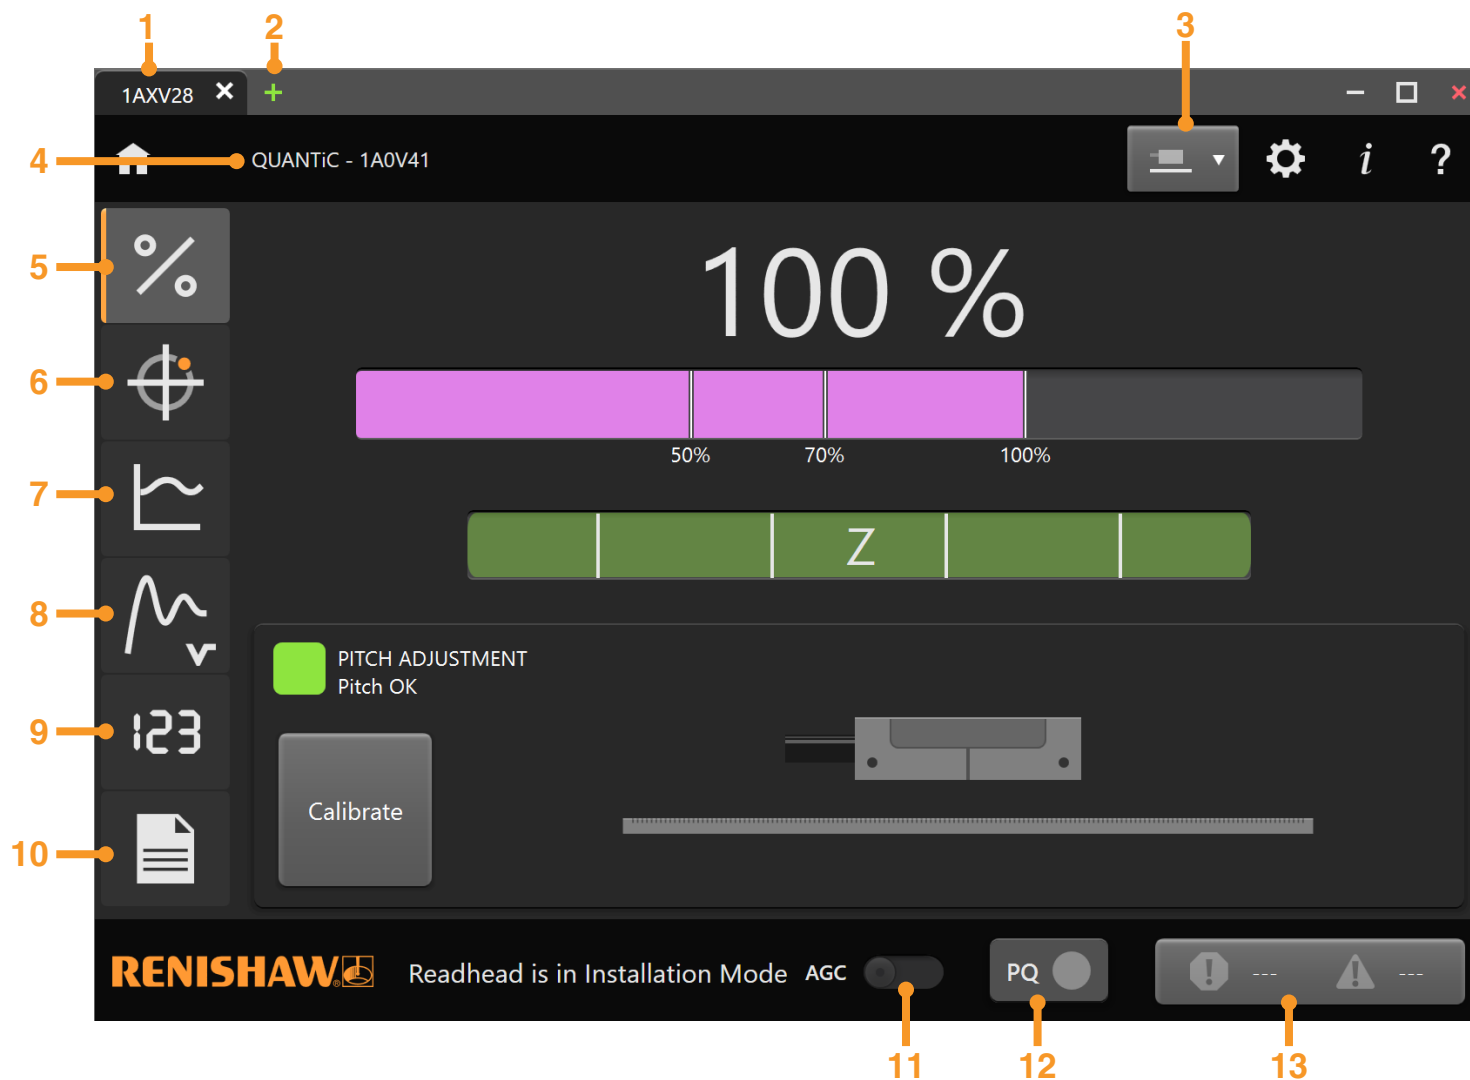 1 2 3
1AXV28
4 QUANTiC - 1A0V41 i ?
5 %
100 %
6
50% 70% 100%
7
Z
8 V
PITCH ADJUSTMENT
Pitch OK
9 123
Calibrate
10
RENISHAW Readhead is in Installation Mode AGC PQ ! --- ! ---
11 12 13